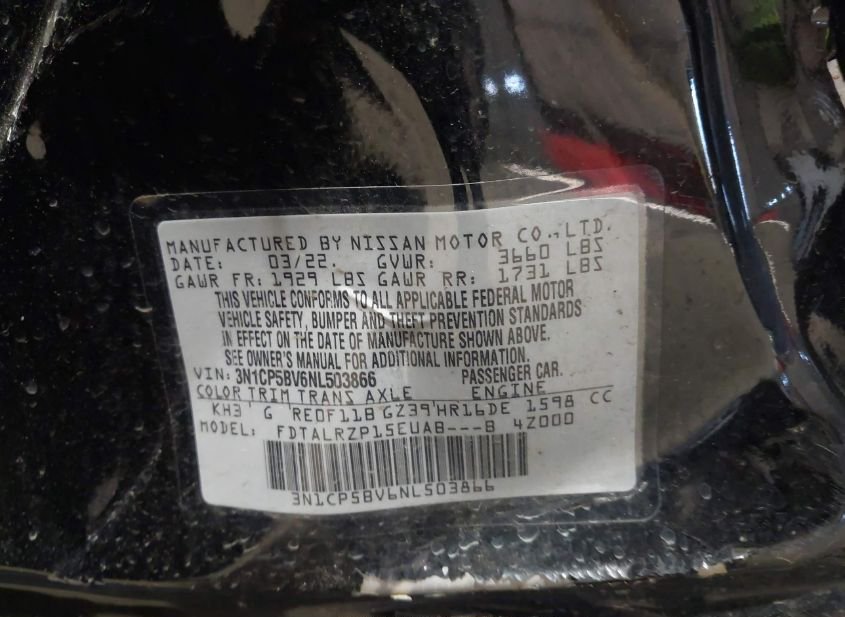 MANUFACTURED BY NISSAN MOTOR CO., LTD.
DATE: 03/22. GVWR: 3660 LBS
GAWR FR: 1929 LBS GAWR RR: 1731 LBS
THIS VEHICLE CONFORMS TO ALL APPLICABLE FEDERAL MOTOR
VEHICLE SAFETY, BUMPER AND THEFT PREVENTION STANDARDS
IN EFFECT ON THE DATE OF MANUFACTURE SHOWN ABOVE.
SEE OWNER'S MANUAL FOR ADDITIONAL INFORMATION.
VIN: 3N1CP5BV6NL503866 PASSENGER CAR.
COLOR TRIM TRANS AXLE ENGINE
KH3 G RE0F11B GZ39 HR16DE 1598 CC
MODEL: FDTALRZP15EUAB---B 4Z000
3N1CP5BV6NL503866